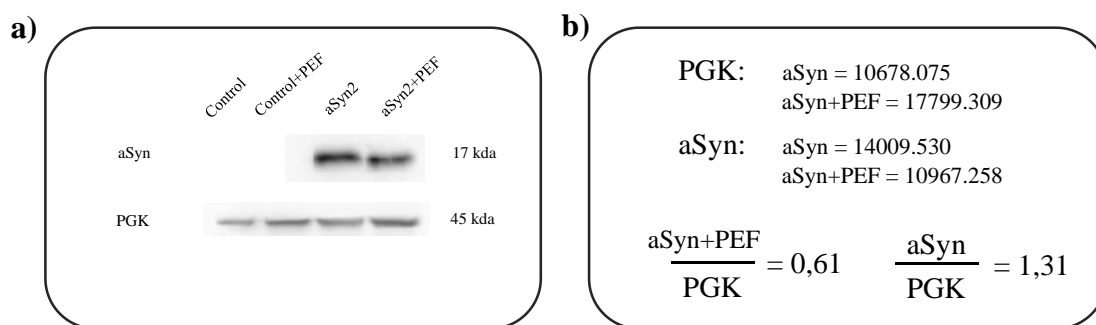 a)
Control
Control+PEF
aSyn2
aSyn2+PEF
aSyn
17 kda
PGK
45 kda
b)
PGK: aSyn = 10678.075
aSyn+PEF = 17799.309
aSyn: aSyn = 14009.530
aSyn+PEF = 10967.258
aSyn+PEF
PGK
= 0,61
aSyn
PGK
= 1,31